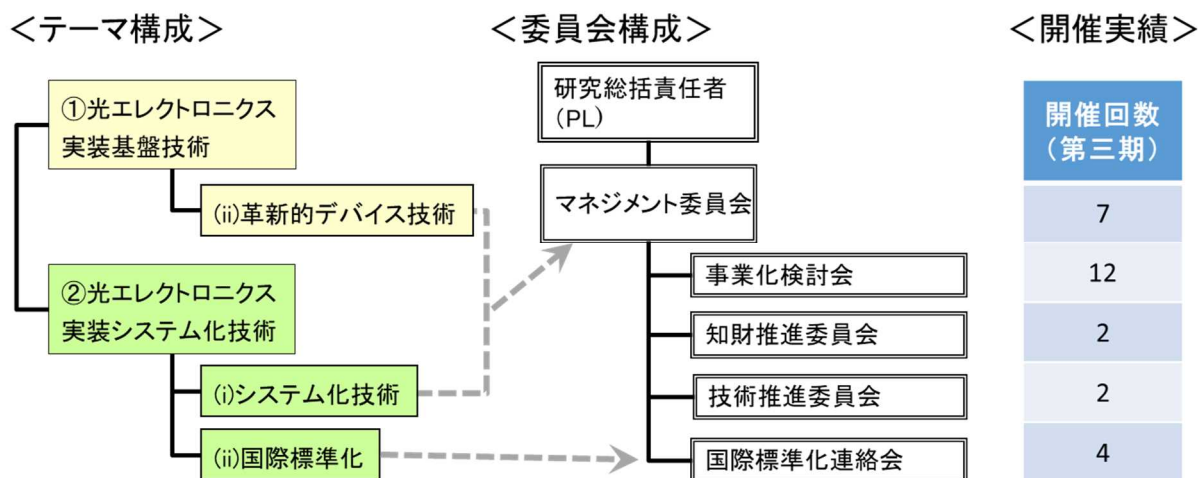 ＜テーマ構成＞
①光エレクトロニクス
実装基盤技術
(ii)革新的デバイス技術
②光エレクトロニクス
実装システム化技術
(i)システム化技術
(ii)国際標準化
＜委員会構成＞
研究総括責任者
(PL)
マネジメント委員会
事業化検討会
知財推進委員会
技術推進委員会
国際標準化連絡会
＜開催実績＞
開催回数
（第三期）
7
12
2
2
4